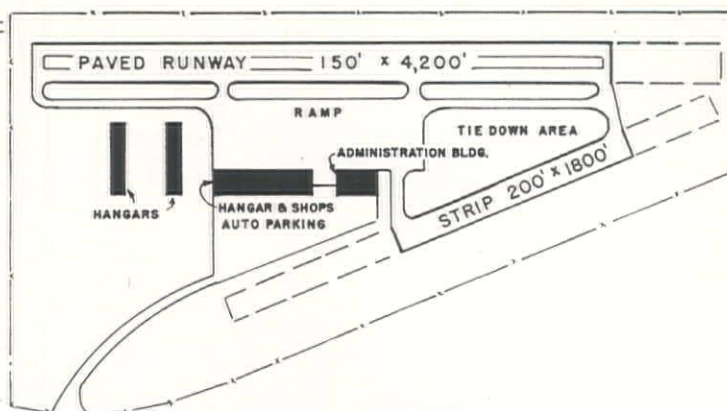 PAVED RUNWAY 150' x 4,200'
RAMP
TIE DOWN AREA
ADMINISTRATION BLDG.
STRIP 200' x 1800'
HANGARS
HANGAR & SHOPS
AUTO PARKING